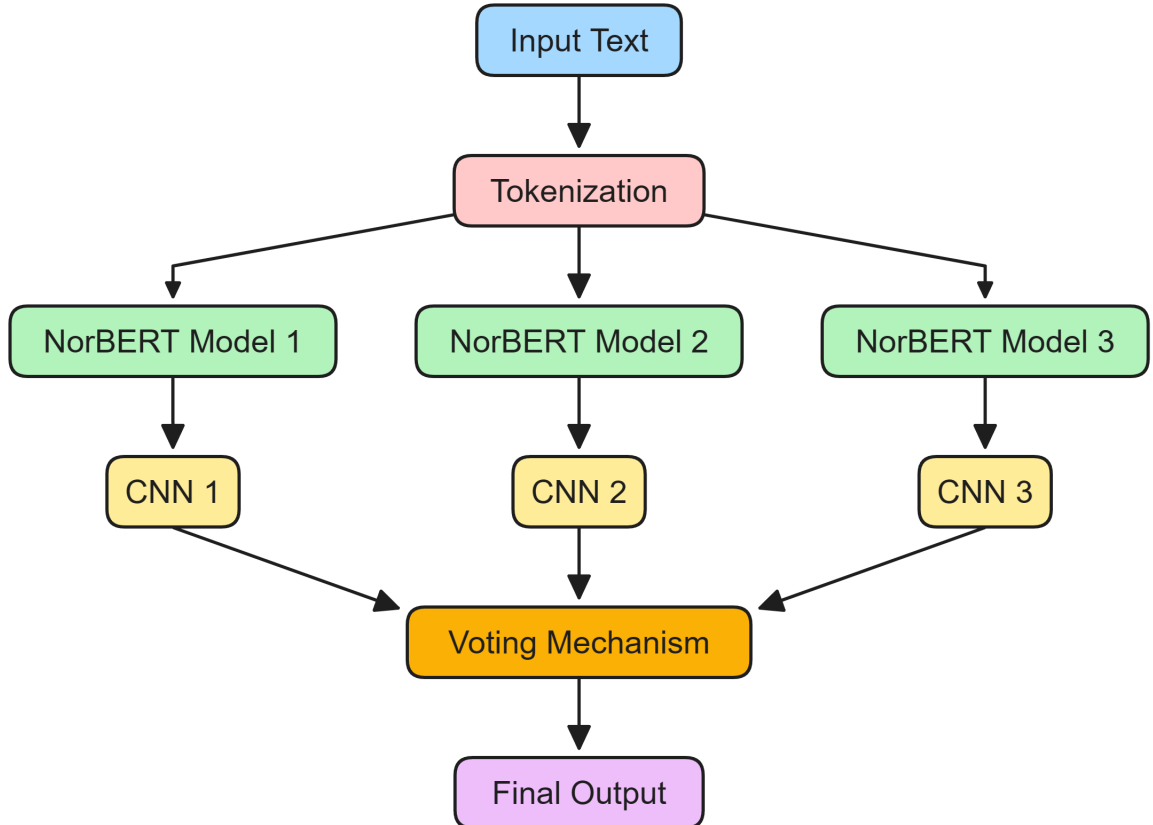 Input Text
Tokenization
NorBERT Model 1
NorBERT Model 2
NorBERT Model 3
CNN 1
CNN 2
CNN 3
Voting Mechanism
Final Output